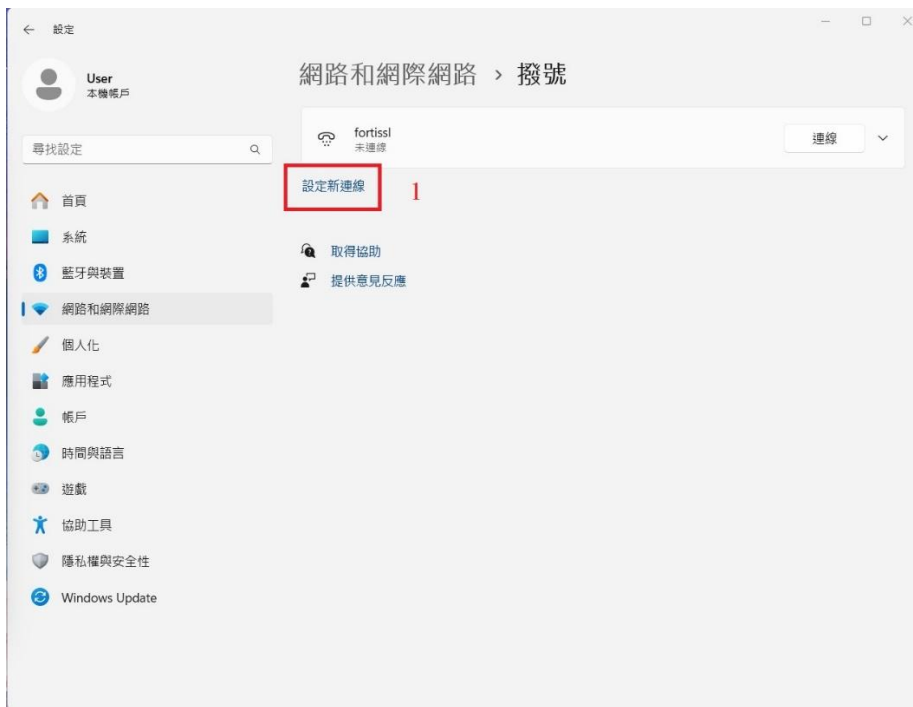 設定
User
本機帳戶
尋找設定
首頁
系統
藍牙與裝置
網路和網際網路
個人化
應用程式
帳戶
時間與語言
遊戲
協助工具
隱私權與安全性
Windows Update
網路和網際網路 › 撥號
fortissl
未連線
連線
設定新連線
1
取得協助
提供意見反應